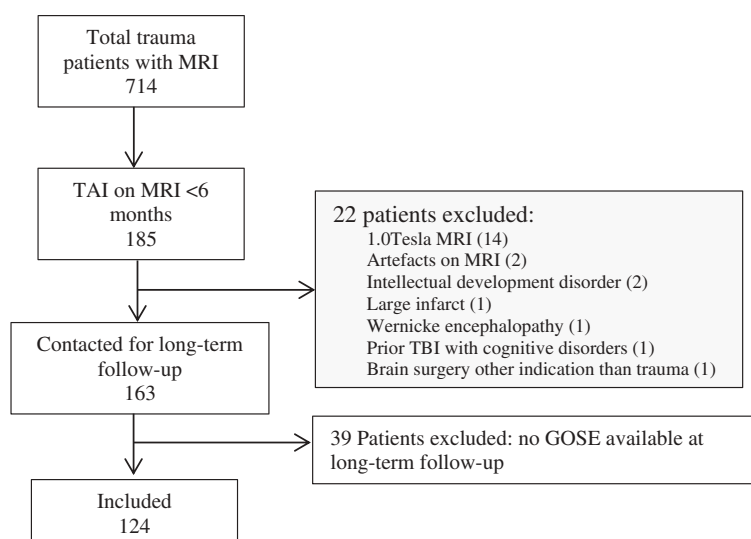 Total trauma
patients with MRI
714
TAI on MRI <6
months
185
22 patients excluded:
1.0Tesla MRI (14)
Artefacts on MRI (2)
Intellectual development disorder (2)
Large infarct (1)
Wernicke encephalopathy (1)
Prior TBI with cognitive disorders (1)
Brain surgery other indication than trauma (1)
Contacted for long-term
follow-up
163
39 Patients excluded: no GOSE available at
long-term follow-up
Included
124